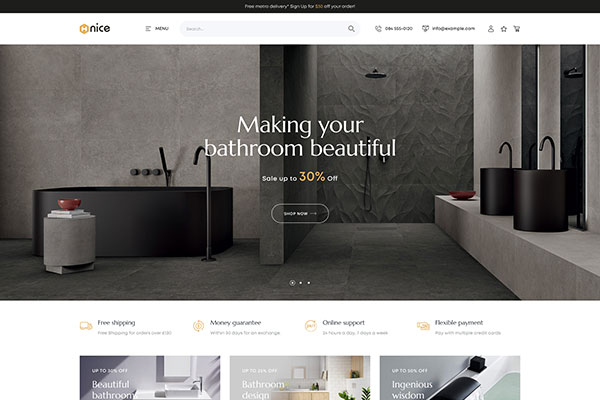 Free metro delivery* Sign Up for $50 off your order!
nice
MENU
Search...
084 555-0120
info@example.com
Making your
bathroom beautiful
Sale up to 30% Off
SHOP NOW
Free shipping
Free Shipping for orders over $130
Money guarantee
Within 30 days for an exchange.
Online support
24 hours a day, 7 days a week
Flexible payment
Pay with multiple credit cards
UP TO 30% OFF
Beautiful
bathroom
UP TO 25% OFF
Bathroom
design
UP TO 50% OFF
Ingenious
wisdom